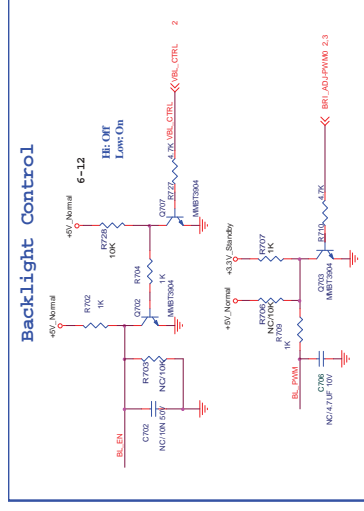 Backlight Control
6-12
Hi: Off
Low:On
+5V_Normal
R702
1K
+5V_Normal
R728
10K
BL_EN
C702
NC/10N 50V
R703
NC/10K
Q702
MMBT3904
R704
1K
Q707
MMBT3904
R727
4.7K
VBL_CTRL
VBL_CTRL
2
+5V_Normal
R706
NC/10K
+3.3V_Standby
R707
1K
BL_PWM
C706
NC/4.7UF 10V
R709
1K
Q703
MMBT3904
R710
4.7K
BRI_ADJ-PWM0
2,3